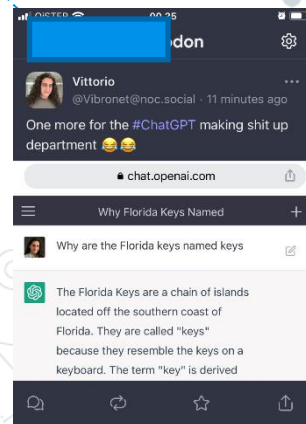 OISTER 00.25
don
Vittorio
@Vibronet@noc.social · 11 minutes ago
One more for the #ChatGPT making shit up
department 😂😂
chat.openai.com
Why Florida Keys Named
Why are the Florida keys named keys
The Florida Keys are a chain of islands
located off the southern coast of
Florida. They are called "keys"
because they resemble the keys on a
keyboard. The term "key" is derived